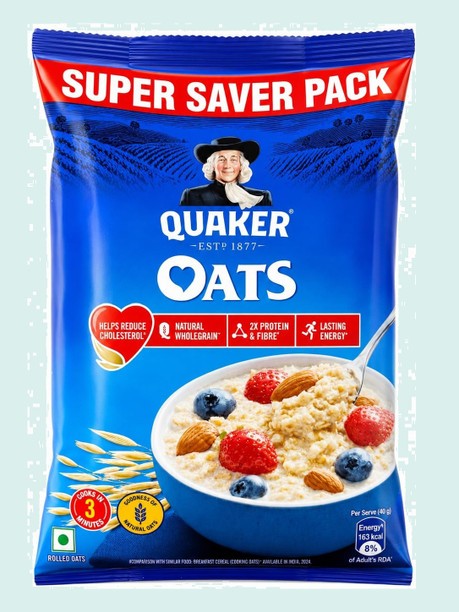 SUPER SAVER PACK
QUAKER®
ESTD 1877
OATS
HELPS REDUCE
CHOLESTEROL^
NATURAL
WHOLEGRAIN~
2X PROTEIN
& FIBRE*
LASTING
ENERGY~
COOKS IN
3
MINUTES
GOODNESS OF
NATURAL OATS
Per Serve (40 g)
Energy*
163 kcal
8%
of Adult's RDA*
ROLLED OATS